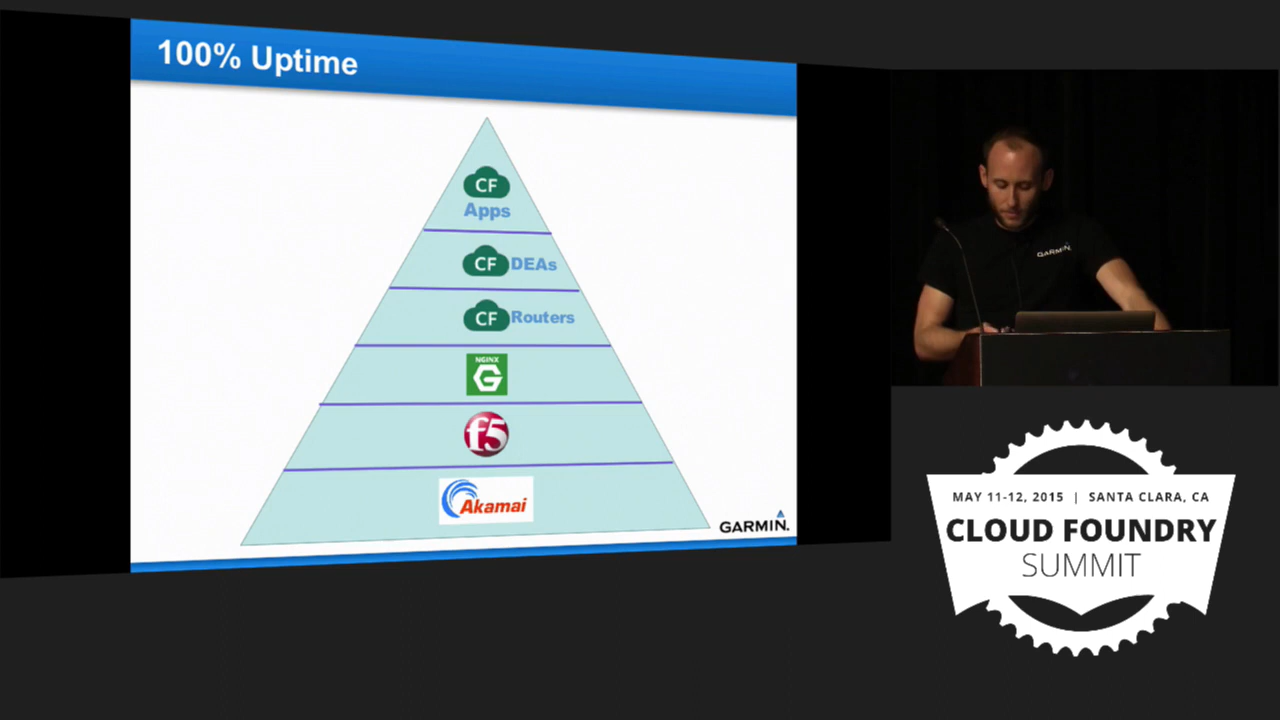 100% Uptime
CF
Apps
CF DEAs
CF Routers
NGINX
G
f5
Akamai
GARMIN.
GARMIN
MAY 11-12, 2015 | SANTA CLARA, CA
CLOUD FOUNDRY
SUMMIT